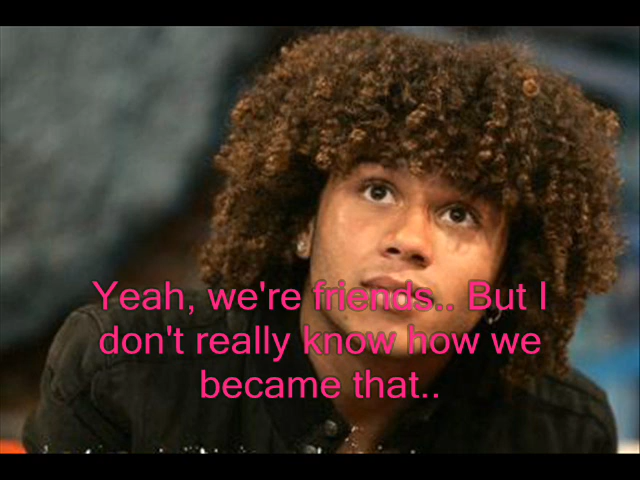 Yeah, we're friends.. But I
don't really know how we
became that..